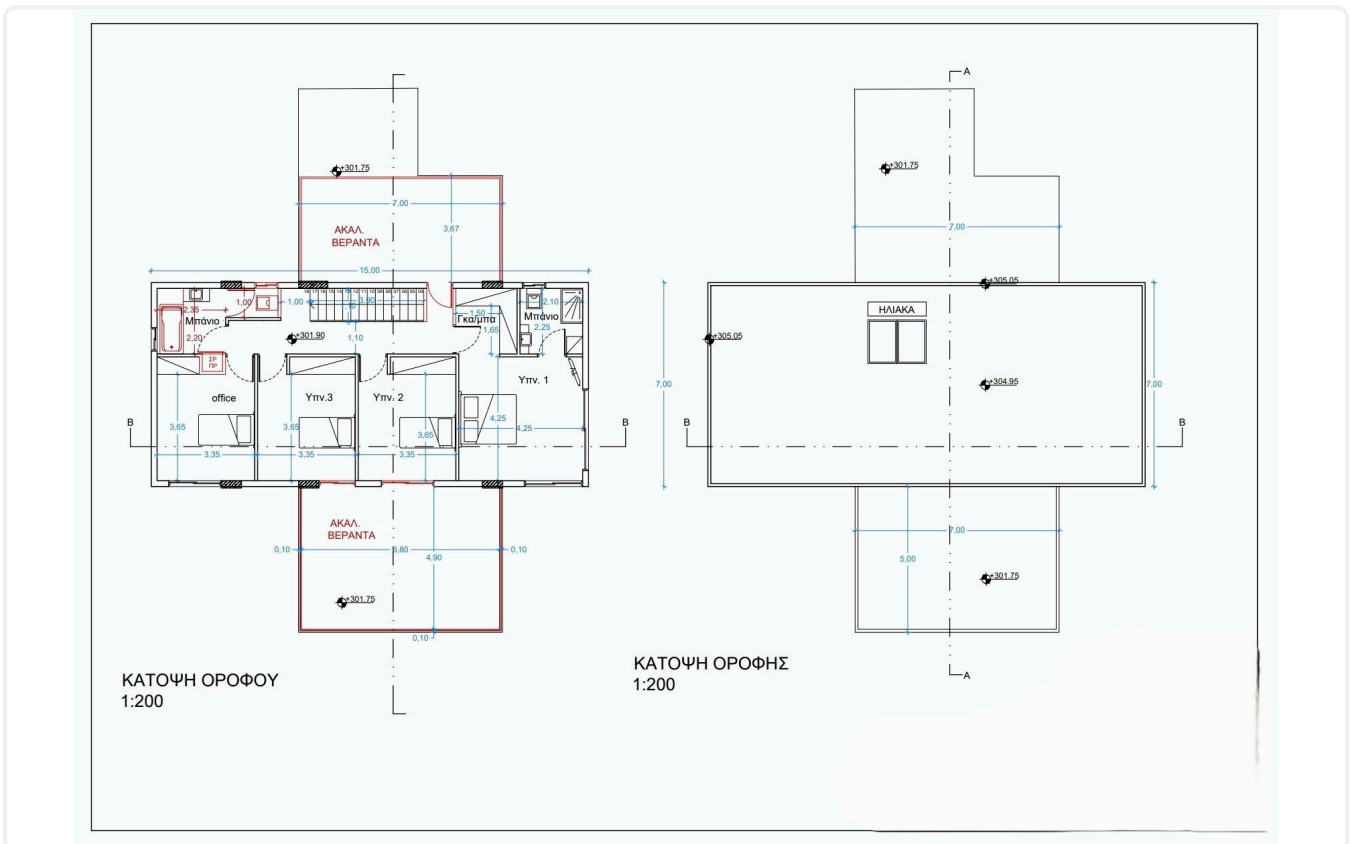 +301.75
7,00
3,67
ΑΚΑΛ.
ΒΕΡΑΝΤΑ
15,00
2,35
1,00
1,00
3,90
1,50
2,10
Μπάνιο
Γκα/μπα
Μπάνιο
2,20
+301.90
1,10
1,65
2,25
ΣΡ
ΠΡ
office
Υπν.3
Υπν. 2
Υπν. 1
3,65
3,65
3,65
4,25
4,25
3,35
3,35
3,35
B
B
ΑΚΑΛ.
ΒΕΡΑΝΤΑ
0,10
6,80
0,10
4,90
+301.75
0,10
ΚΑΤΟΨΗ ΟΡΟΦΟΥ
1:200
A
+301.75
7,00
+305.05
ΗΛΙΑΚΑ
+305.05
+304.95
7,00
7,00
B
B
7,00
5,00
+301.75
A
ΚΑΤΟΨΗ ΟΡΟΦΗΣ
1:200